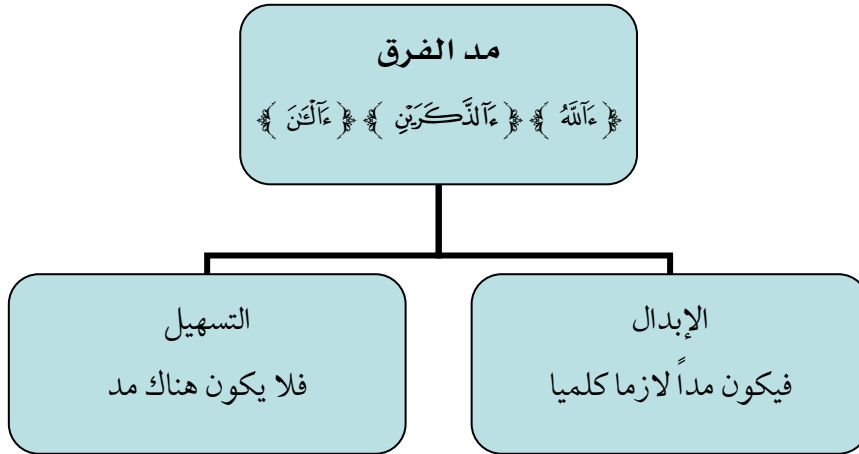 مد الفرق
﴿ ءَآللَّهُ ﴾ ﴿ ءَآلذَّكَرَيْنِ ﴾ ﴿ ءَآلْـَٰٔنَ ﴾
الإبدال
فيكون مداً لازما كلميا
التسهيل
فلا يكون هناك مد